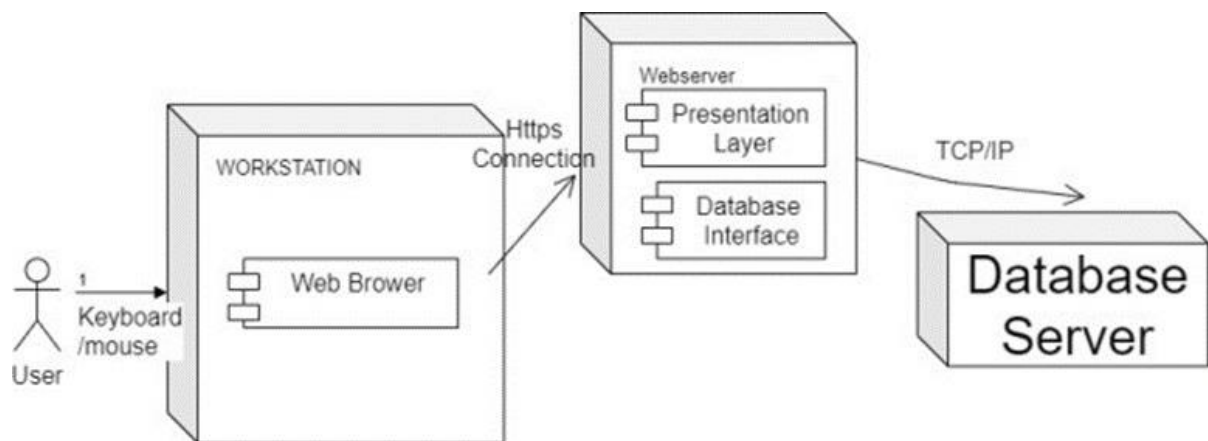 User
1
Keyboard
/mouse
WORKSTATION
Web Brower
Https
Connection
Webserver
Presentation
Layer
Database
Interface
TCP/IP
Database
Server